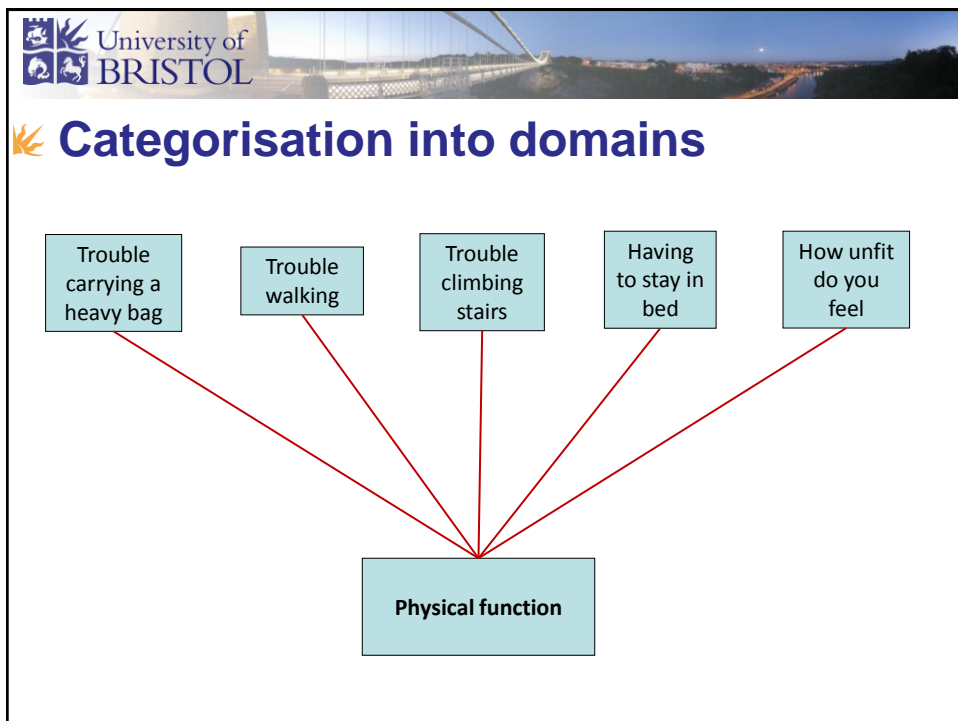 University of
BRISTOL
Categorisation into domains
Trouble
carrying a
heavy bag
Trouble
walking
Trouble
climbing
stairs
Having
to stay in
bed
How unfit
do you
feel
Physical function